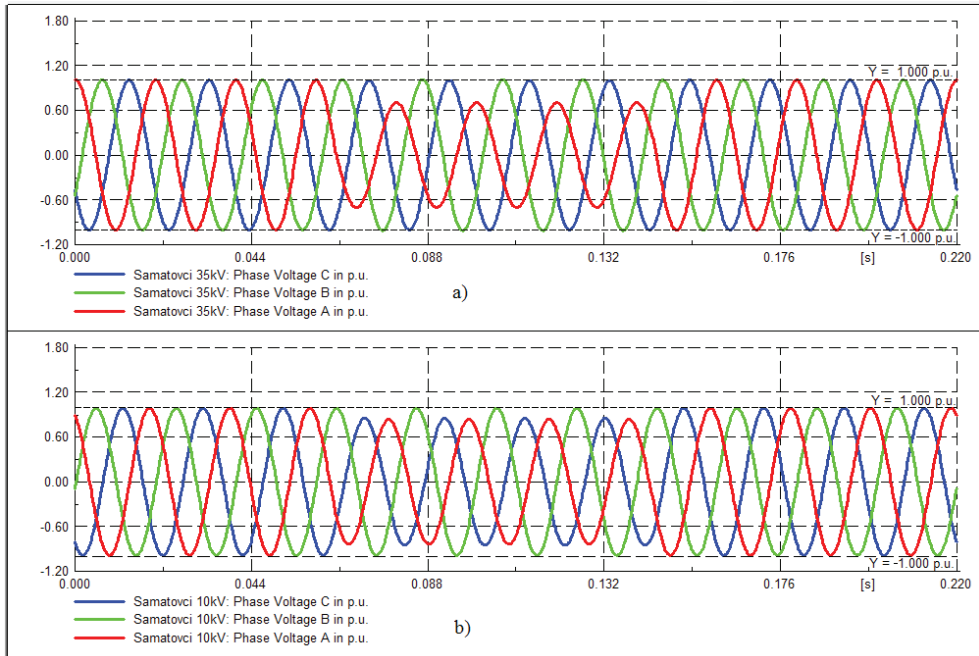 1.80
1.20
Y = 1.000 p.u.
0.60
0.00
-0.60
Y = -1.000 p.u.
-1.20
0.000 0.044 0.088 0.132 0.176 [s] 0.220
Samatovci 35kV: Phase Voltage C in p.u.
Samatovci 35kV: Phase Voltage B in p.u.
Samatovci 35kV: Phase Voltage A in p.u.
a)
1.80
1.20
Y = 1.000 p.u.
0.60
0.00
-0.60
Y = -1.000 p.u.
-1.20
0.000 0.044 0.088 0.132 0.176 [s] 0.220
Samatovci 10kV: Phase Voltage C in p.u.
Samatovci 10kV: Phase Voltage B in p.u.
Samatovci 10kV: Phase Voltage A in p.u.
b)